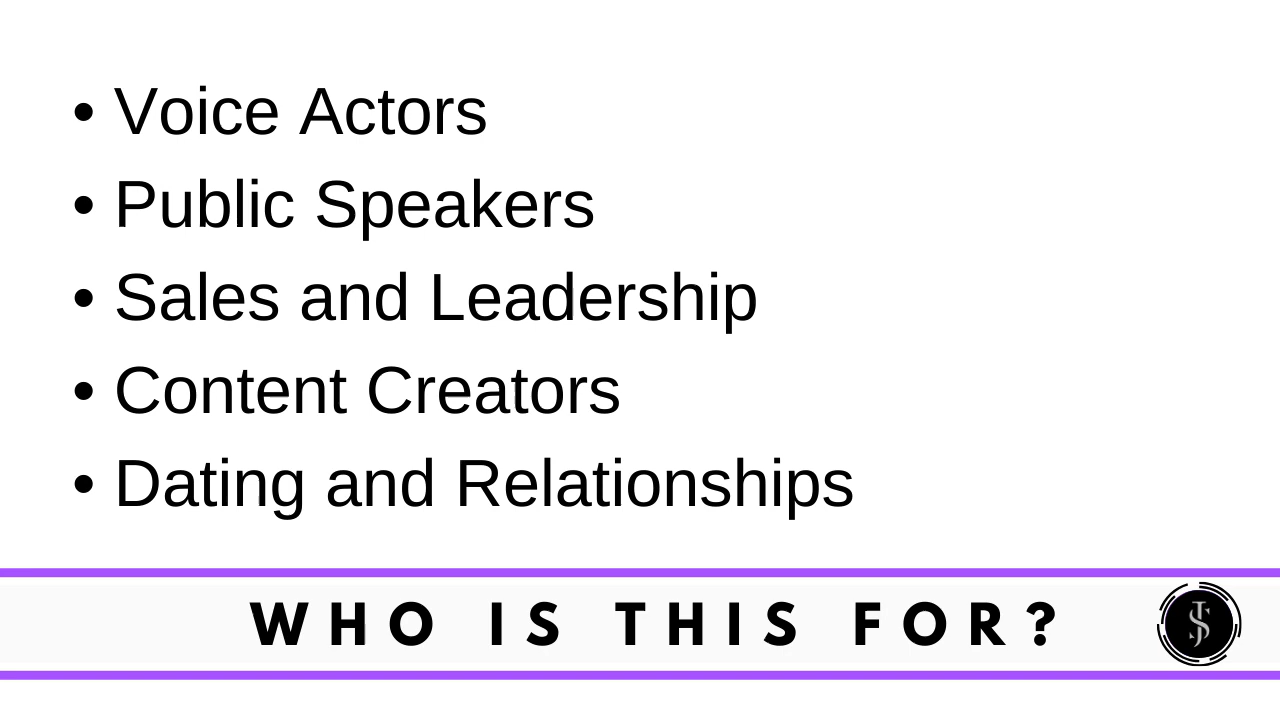 • Voice Actors
• Public Speakers
• Sales and Leadership
• Content Creators
• Dating and Relationships
WHO IS THIS FOR?